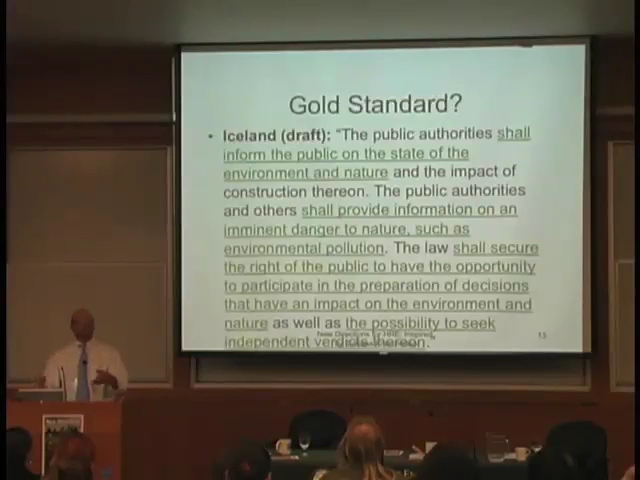 Gold Standard?
• Iceland (draft): "The public authorities shall
inform the public on the state of the
environment and nature and the impact of
construction thereon. The public authorities
and others shall provide information on an
imminent danger to nature, such as
environmental pollution. The law shall secure
the right of the public to have the opportunity
to participate in the preparation of decisions
that have an impact on the environment and
nature as well as the possibility to seek
independent verdicts thereon."
13